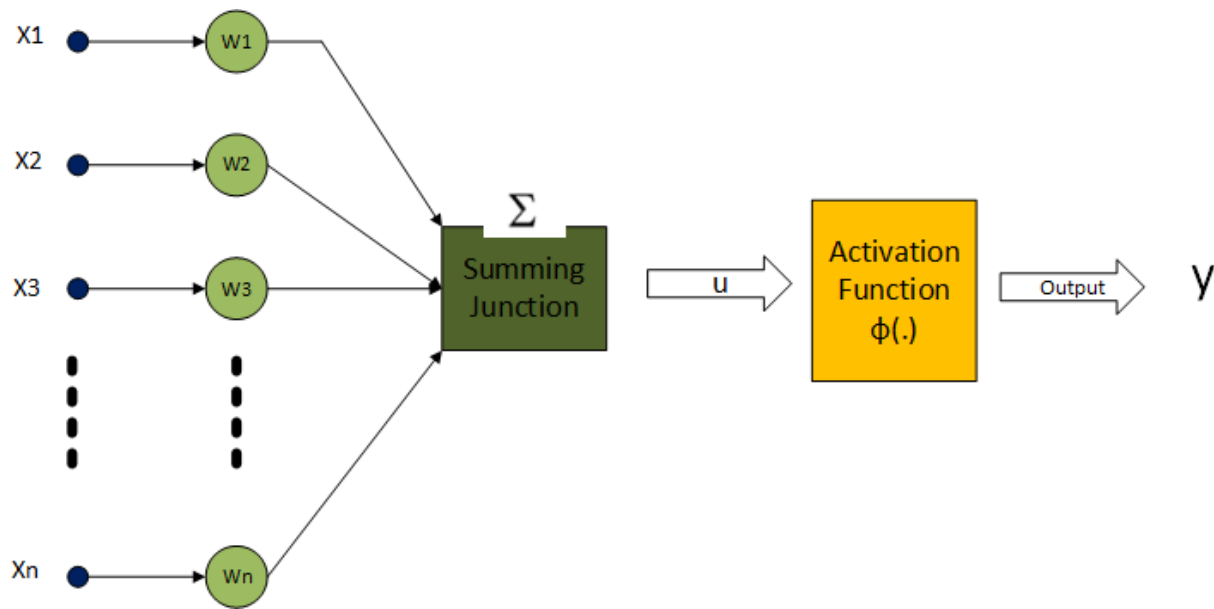 X1
W1
X2
W2
X3
W3
Xn
Wn
Σ
Summing
Junction
u
Activation
Function
ϕ(.)
Output
y